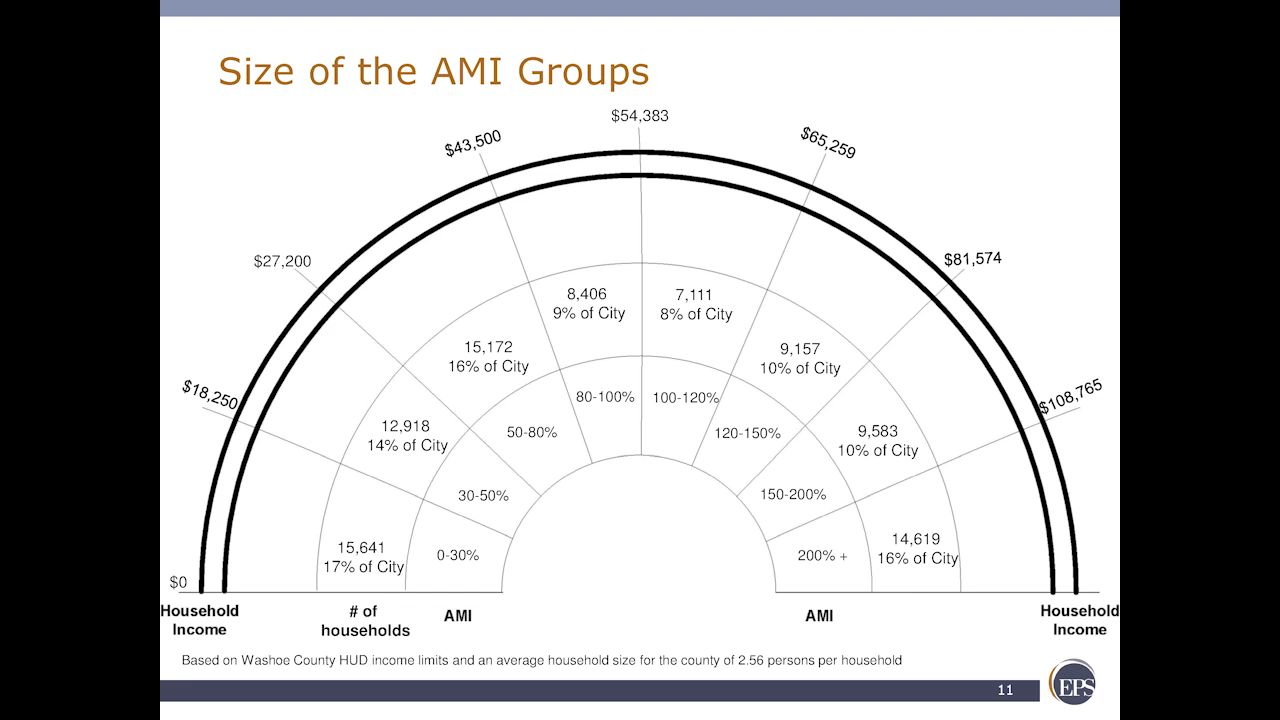 Size of the AMI Groups
$54,383
$43,500
$65,259
$27,200
$81,574
$18,250
$108,765
$0
8,406
9% of City
7,111
8% of City
15,172
16% of City
9,157
10% of City
12,918
14% of City
9,583
10% of City
15,641
17% of City
14,619
16% of City
80-100%
100-120%
50-80%
120-150%
30-50%
150-200%
0-30%
200% +
Household
Income
# of
households
AMI
AMI
Household
Income
Based on Washoe County HUD income limits and an average household size for the county of 2.56 persons per household
11
EPS